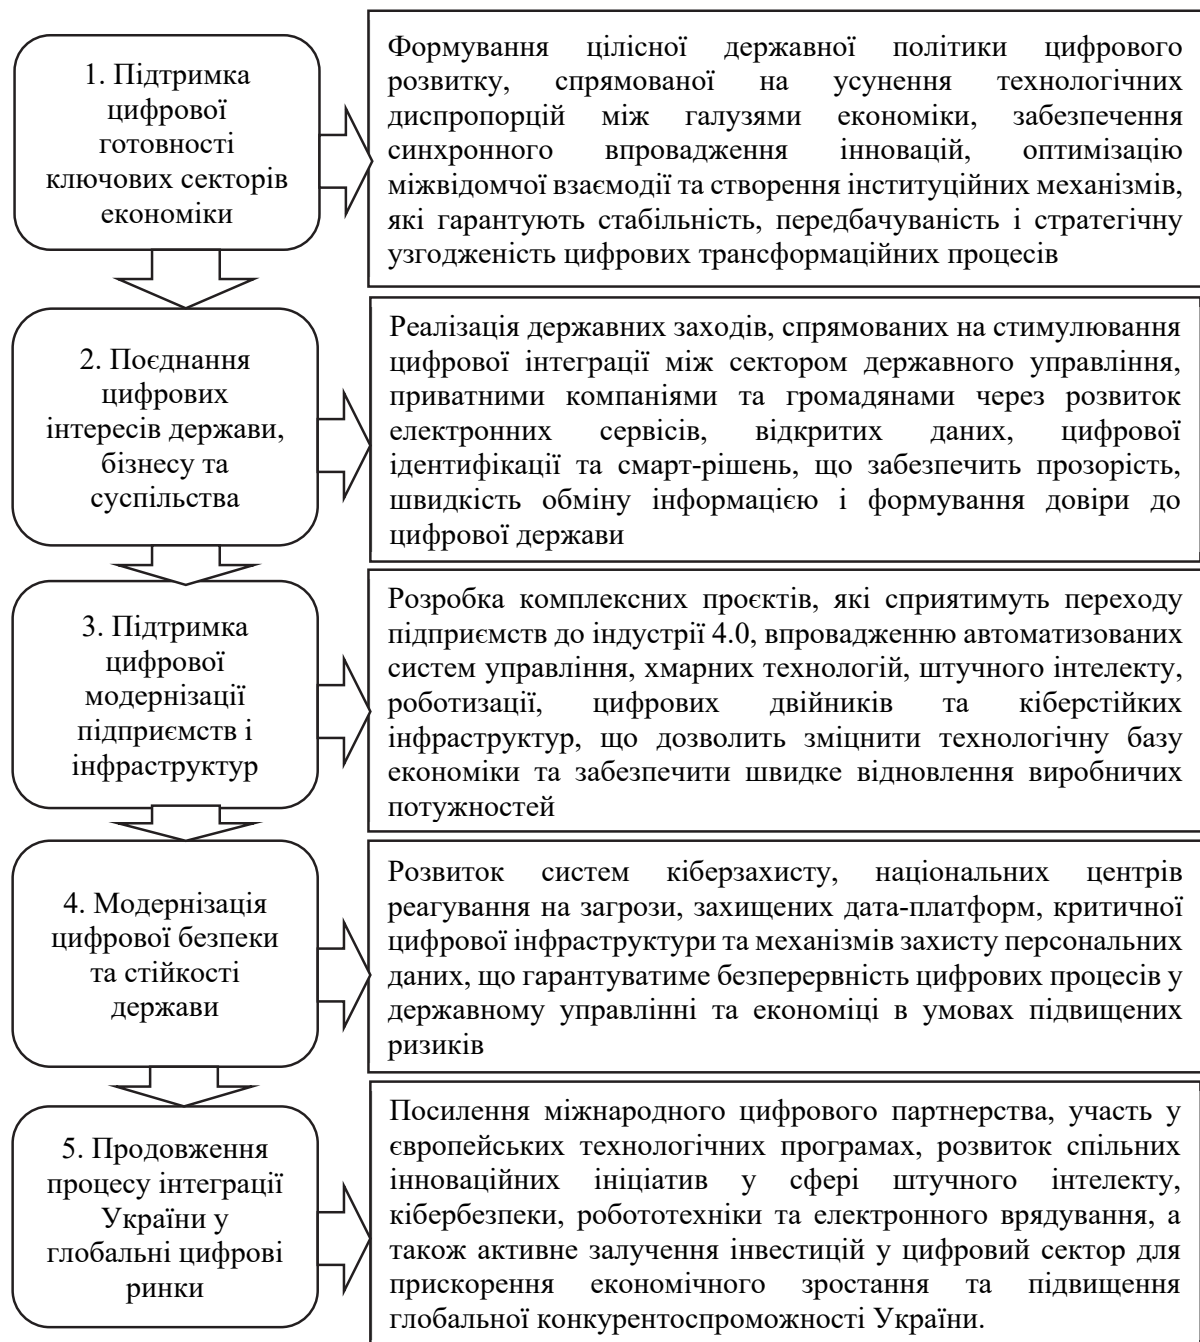 1. Підтримка
цифрової
готовності
ключових секторів
економіки
Формування цілісної державної політики цифрового
розвитку, спрямованої на усунення технологічних
диспропорцій між галузями економіки, забезпечення
синхронного впровадження інновацій, оптимізацію
міжвідомчої взаємодії та створення інституційних механізмів,
які гарантують стабільність, передбачуваність і стратегічну
узгодженість цифрових трансформаційних процесів
2. Поєднання
цифрових
інтересів держави,
бізнесу та
суспільства
Реалізація державних заходів, спрямованих на стимулювання
цифрової інтеграції між сектором державного управління,
приватними компаніями та громадянами через розвиток
електронних сервісів, відкритих даних, цифрової
ідентифікації та смарт-рішень, що забезпечить прозорість,
швидкість обміну інформацією і формування довіри до
цифрової держави
3. Підтримка
цифрової
модернізації
підприємств і
інфраструктур
Розробка комплексних проєктів, які сприятимуть переходу
підприємств до індустрії 4.0, впровадженню автоматизованих
систем управління, хмарних технологій, штучного інтелекту,
роботизації, цифрових двійників та кіберстійких
інфраструктур, що дозволить зміцнити технологічну базу
економіки та забезпечити швидке відновлення виробничих
потужностей
4. Модернізація
цифрової безпеки
та стійкості
держави
Розвиток систем кіберзахисту, національних центрів
реагування на загрози, захищених дата-платформ, критичної
цифрової інфраструктури та механізмів захисту персональних
даних, що гарантуватиме безперервність цифрових процесів у
державному управлінні та економіці в умовах підвищених
ризиків
5. Продовження
процесу інтеграції
України у
глобальні цифрові
ринки
Посилення міжнародного цифрового партнерства, участь у
європейських технологічних програмах, розвиток спільних
інноваційних ініціатив у сфері штучного інтелекту,
кібербезпеки, робототехніки та електронного врядування, а
також активне залучення інвестицій у цифровий сектор для
прискорення економічного зростання та підвищення
глобальної конкурентоспроможності України.